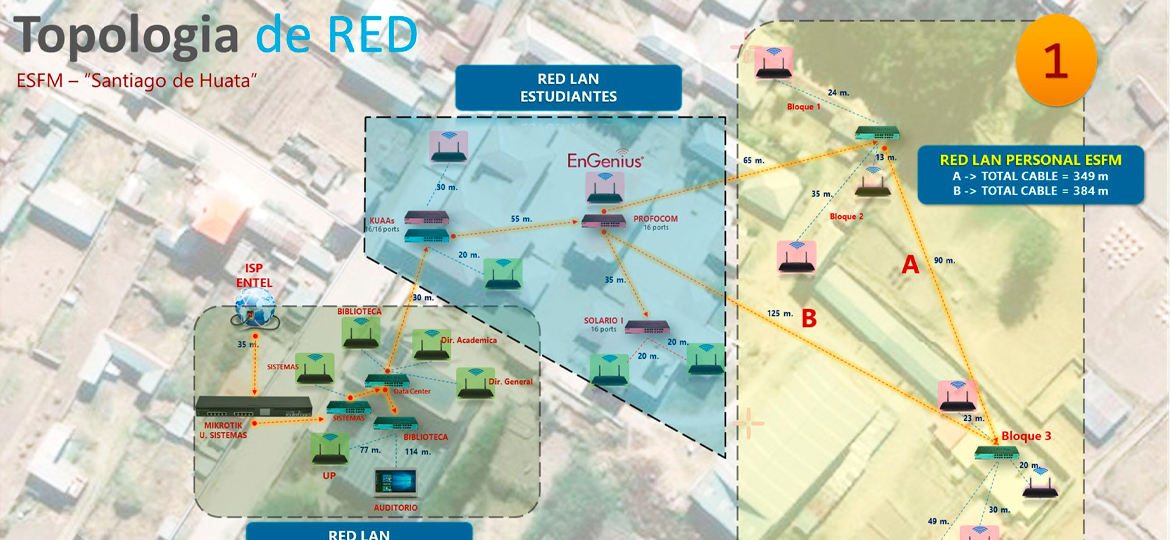 Topologia de RED
ESFM – “Santiago de Huata”
1
RED LAN
ESTUDIANTES
RED LAN PERSONAL ESFM
A -> TOTAL CABLE = 349 m
B -> TOTAL CABLE = 384 m
24 m.
Bloque 1
13 m.
35 m.
Bloque 2
65 m.
EnGenius®
30 m.
KUAAs
16/16 ports
55 m.
PROFOCOM
16 ports
20 m.
A
90 m.
35 m.
125 m.
B
SOLARIO I
16 ports
20 m.
20 m.
ISP
ENTEL
30 m.
BIBLIOTECA
35 m.
Dir. Academica
SISTEMAS
Data Center
Dir. General
MIKROTIK
U. SISTEMAS
SISTEMAS
BIBLIOTECA
77 m.
114 m.
UP
AUDITORIO
23 m.
Bloque 3
20 m.
30 m.
49 m.
RED LAN